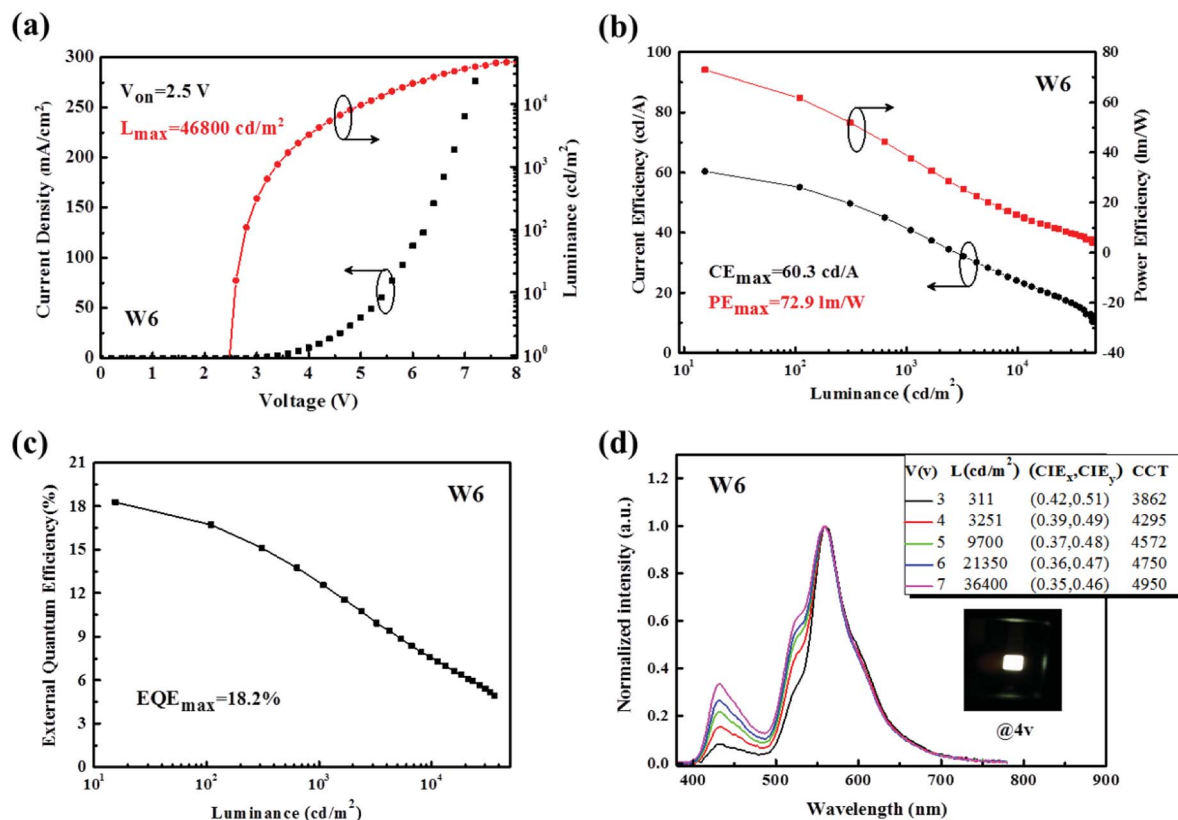 (a)
300
250
200
150
100
50
0
Current Density (mA/cm²)
V_on=2.5 V
L_max=46800 cd/m²
W6
10⁴
10³
10²
10¹
10⁰
Luminance (cd/m²)
0 1 2 3 4 5 6 7 8
Voltage (V)
(b)
100
80
60
40
20
0
Current Efficiency (cd/A)
W6
CE_max=60.3 cd/A
PE_max=72.9 lm/W
80
60
40
20
0
-20
-40
Power Efficiency (lm/W)
10¹ 10² 10³ 10⁴
Luminance (cd/m²)
(c)
21
18
15
12
9
6
3
0
External Quantum Efficiency(%)
W6
EQE_max=18.2%
10¹ 10² 10³ 10⁴
Luminance (cd/m²)
(d)
1.2
1.0
0.8
0.6
0.4
0.2
0.0
Normalized intensity (a.u.)
W6
V(v) L(cd/m²) (CIE_x,CIE_y) CCT
3 311 (0.42,0.51) 3862
4 3251 (0.39,0.49) 4295
5 9700 (0.37,0.48) 4572
6 21350 (0.36,0.47) 4750
7 36400 (0.35,0.46) 4950
@4v
400 500 600 700 800 900
Wavelength (nm)